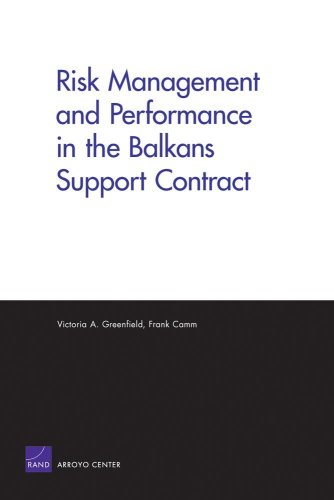 Risk Management
and Performance
in the Balkans
Support Contract
Victoria A. Greenfield, Frank Camm
RAND
ARROYO CENTER